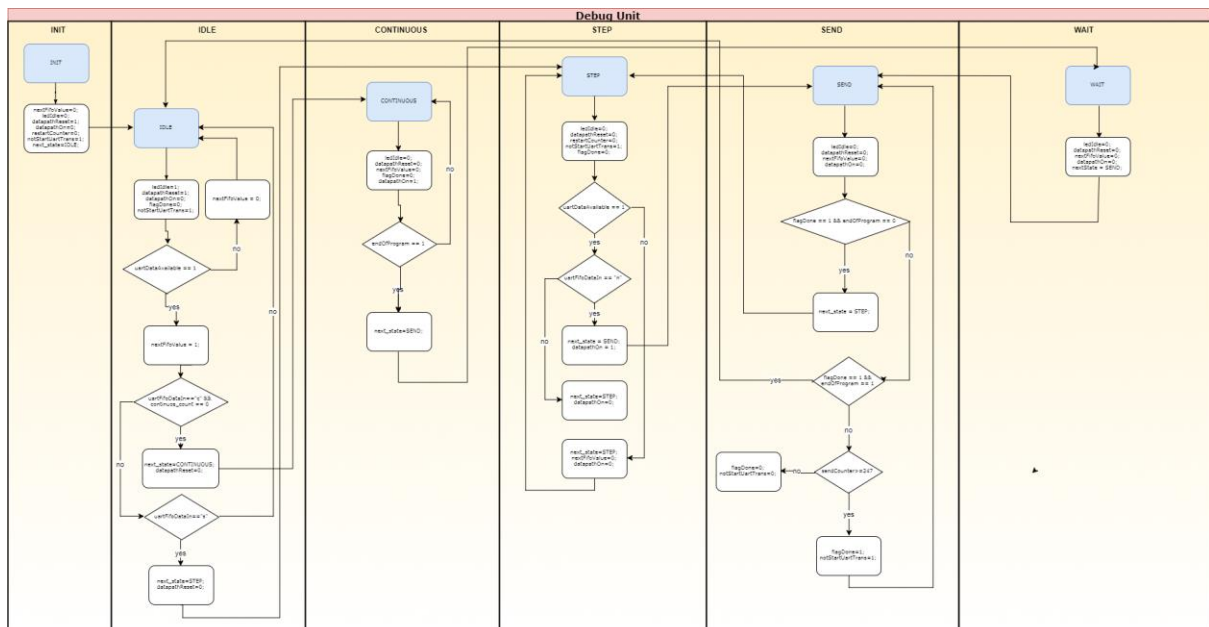 Debug Unit
INIT
IDLE
CONTINUOUS
STEP
SEND
WAIT
INIT
nextFifoValue=0;
ledIdle=0;
datapathReset=1;
datapathOn=0;
restartCounter=0;
notStartUartTrans=1;
next_state=IDLE;
IDLE
ledIdle=1;
datapathReset=1;
datapathOn=0;
flagDone=0;
notStartUartTrans=1;
nextFifoValue = 0;
no
uartDataAvailable == 1
yes
no
nextFifoValue = 1;
uartFifoDataIn=="c" &&
continuos_count == 0
yes
no
next_state=CONTINUOUS;
datapathReset=0;
uartFifoDataIn=="s"
yes
next_state=STEP;
datapathReset=0;
CONTINUOUS
no
ledIdle=0;
datapathReset=0;
nextFifoValue=0;
flagDone=0;
datapathOn=1;
endOfProgram == 1
yes
next_state=SEND;
STEP
ledIdle=0;
datapathReset=0;
restartCounter=0;
notStartUartTrans=1;
flagDone=0;
uartDataAvailable == 1
yes
no
uartFifoDataIn == "n"
yes
no
next_state = SEND;
datapathOn = 1;
next_state=STEP;
datapathOn=0;
next_state=STEP;
nextFifoValue=0;
datapathOn=0;
SEND
ledIdle=0;
datapathReset=0;
nextFifoValue=0;
datapathOn=0;
flagDone == 1 && endOfProgram == 0
yes
no
next_state = STEP;
flagDone == 1 &&
endOfProgram == 1
yes
no
sendCounter>=247
no
flagDone=0;
notStartUartTrans=0;
yes
flagDone=1;
notStartUartTrans=1;
WAIT
ledIdle=0;
datapathReset=0;
nextFifoValue=0;
datapathOn=0;
nextState = SEND;